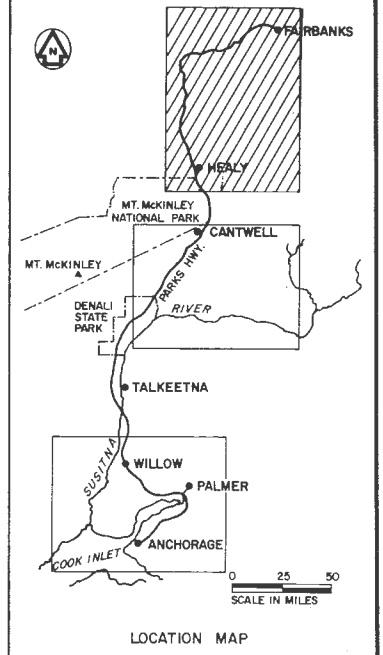 N
FAIRBANKS
HEALY
MT. McKINLEY
NATIONAL PARK
CANTWELL
MT. McKINLEY
PARKS HWY.
DENALI
STATE
PARK
RIVER
TALKEETNA
SUSITNA
WILLOW
PALMER
ANCHORAGE
COOK INLET
0 25 50
SCALE IN MILES
LOCATION MAP